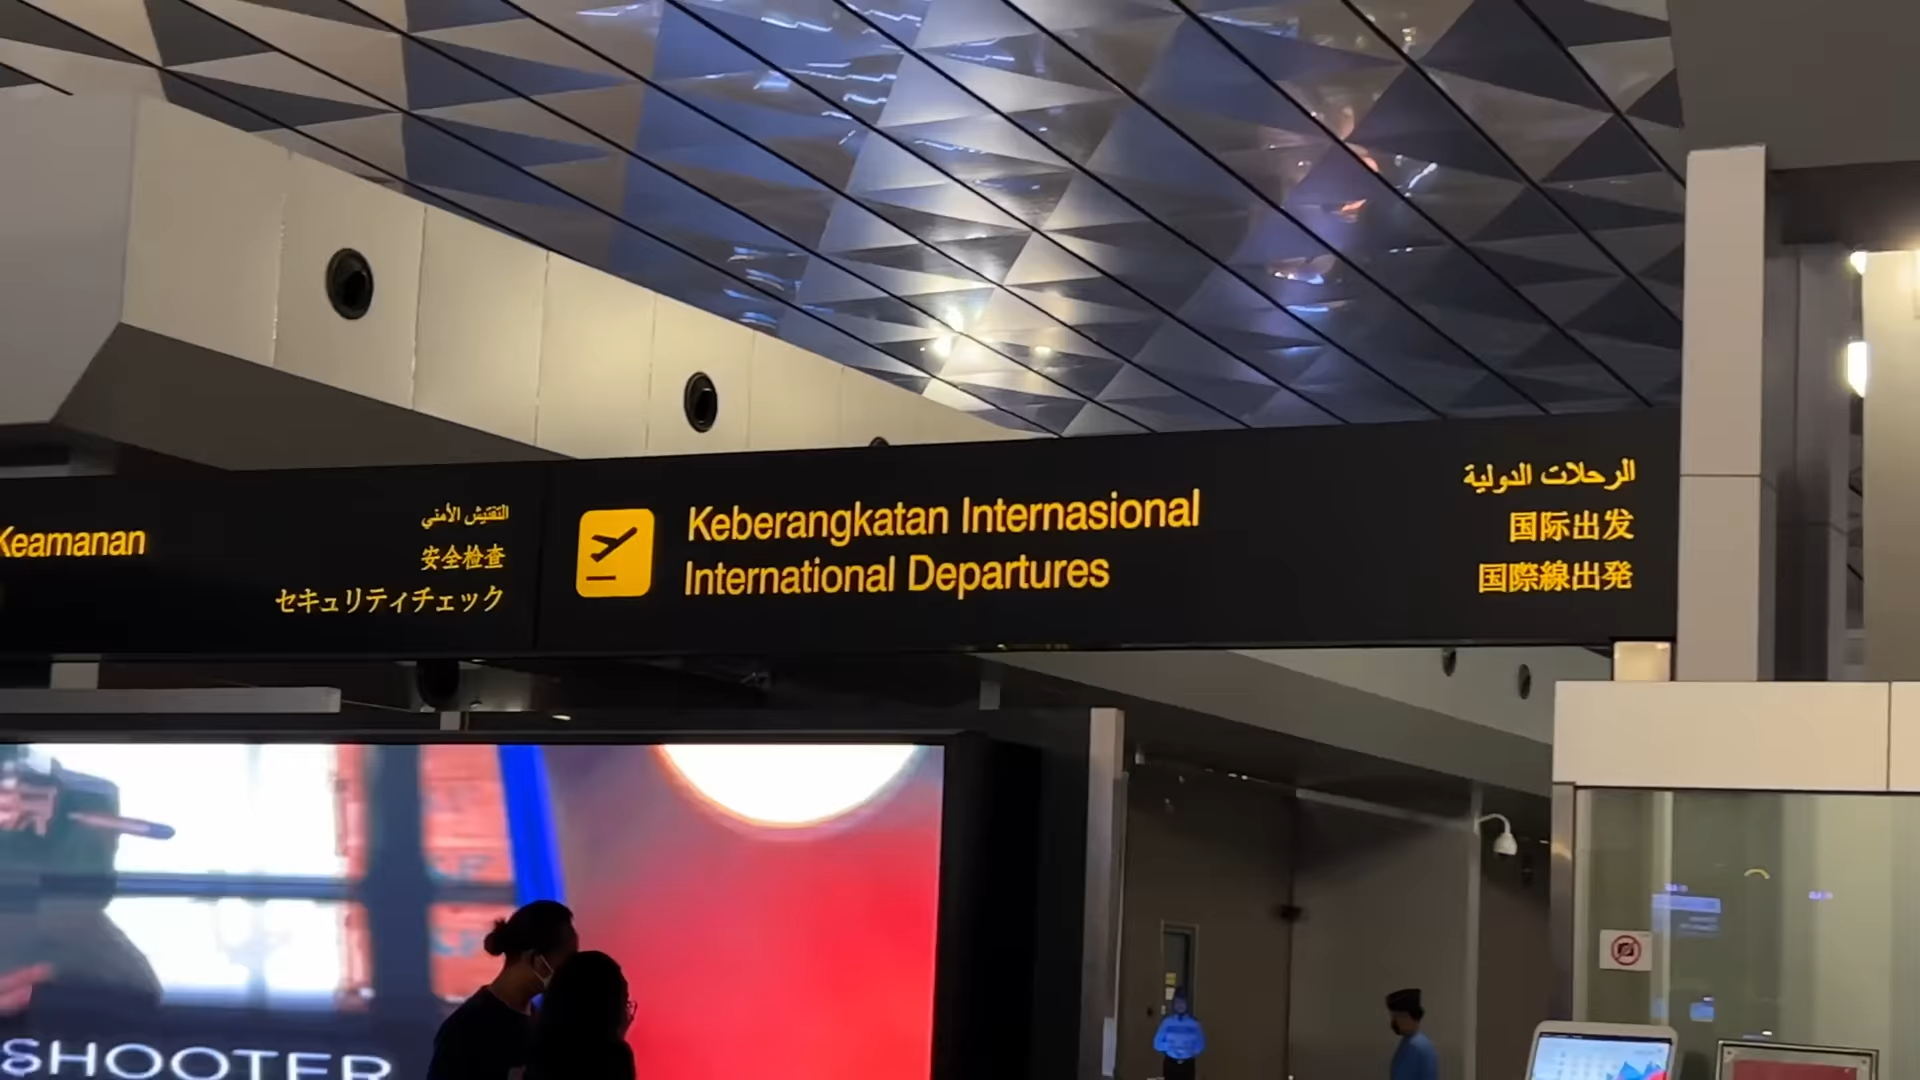 Keamanan
التفتيش الأمني
安全检查
セキュリティチェック
Keberangkatan Internasional
International Departures
الرحلات الدولية
国际出发
国際線出発
SHOOTER